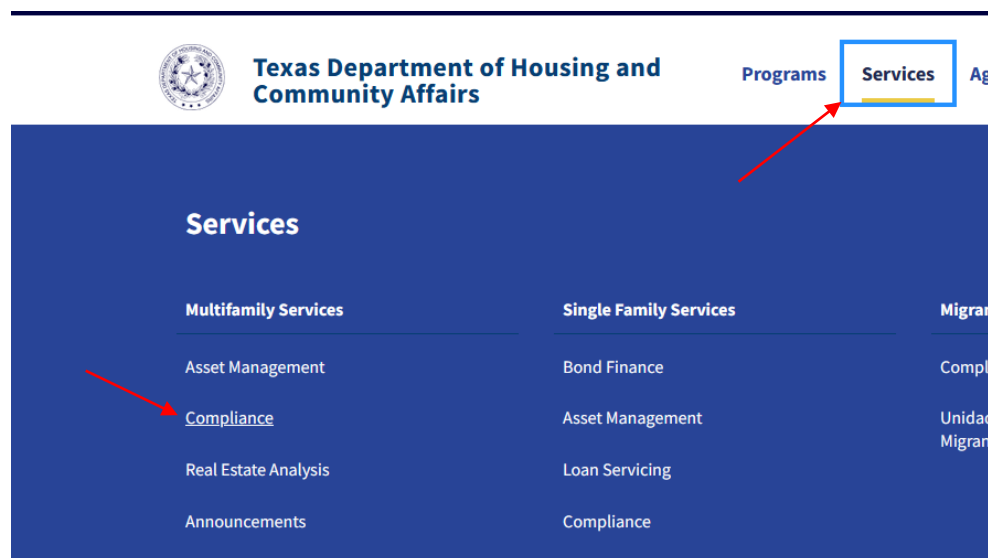 Texas Department of Housing and
Community Affairs
Programs
Services
Services
Multifamily Services
Single Family Services
Asset Management
Bond Finance
Compliance
Asset Management
Real Estate Analysis
Loan Servicing
Announcements
Compliance